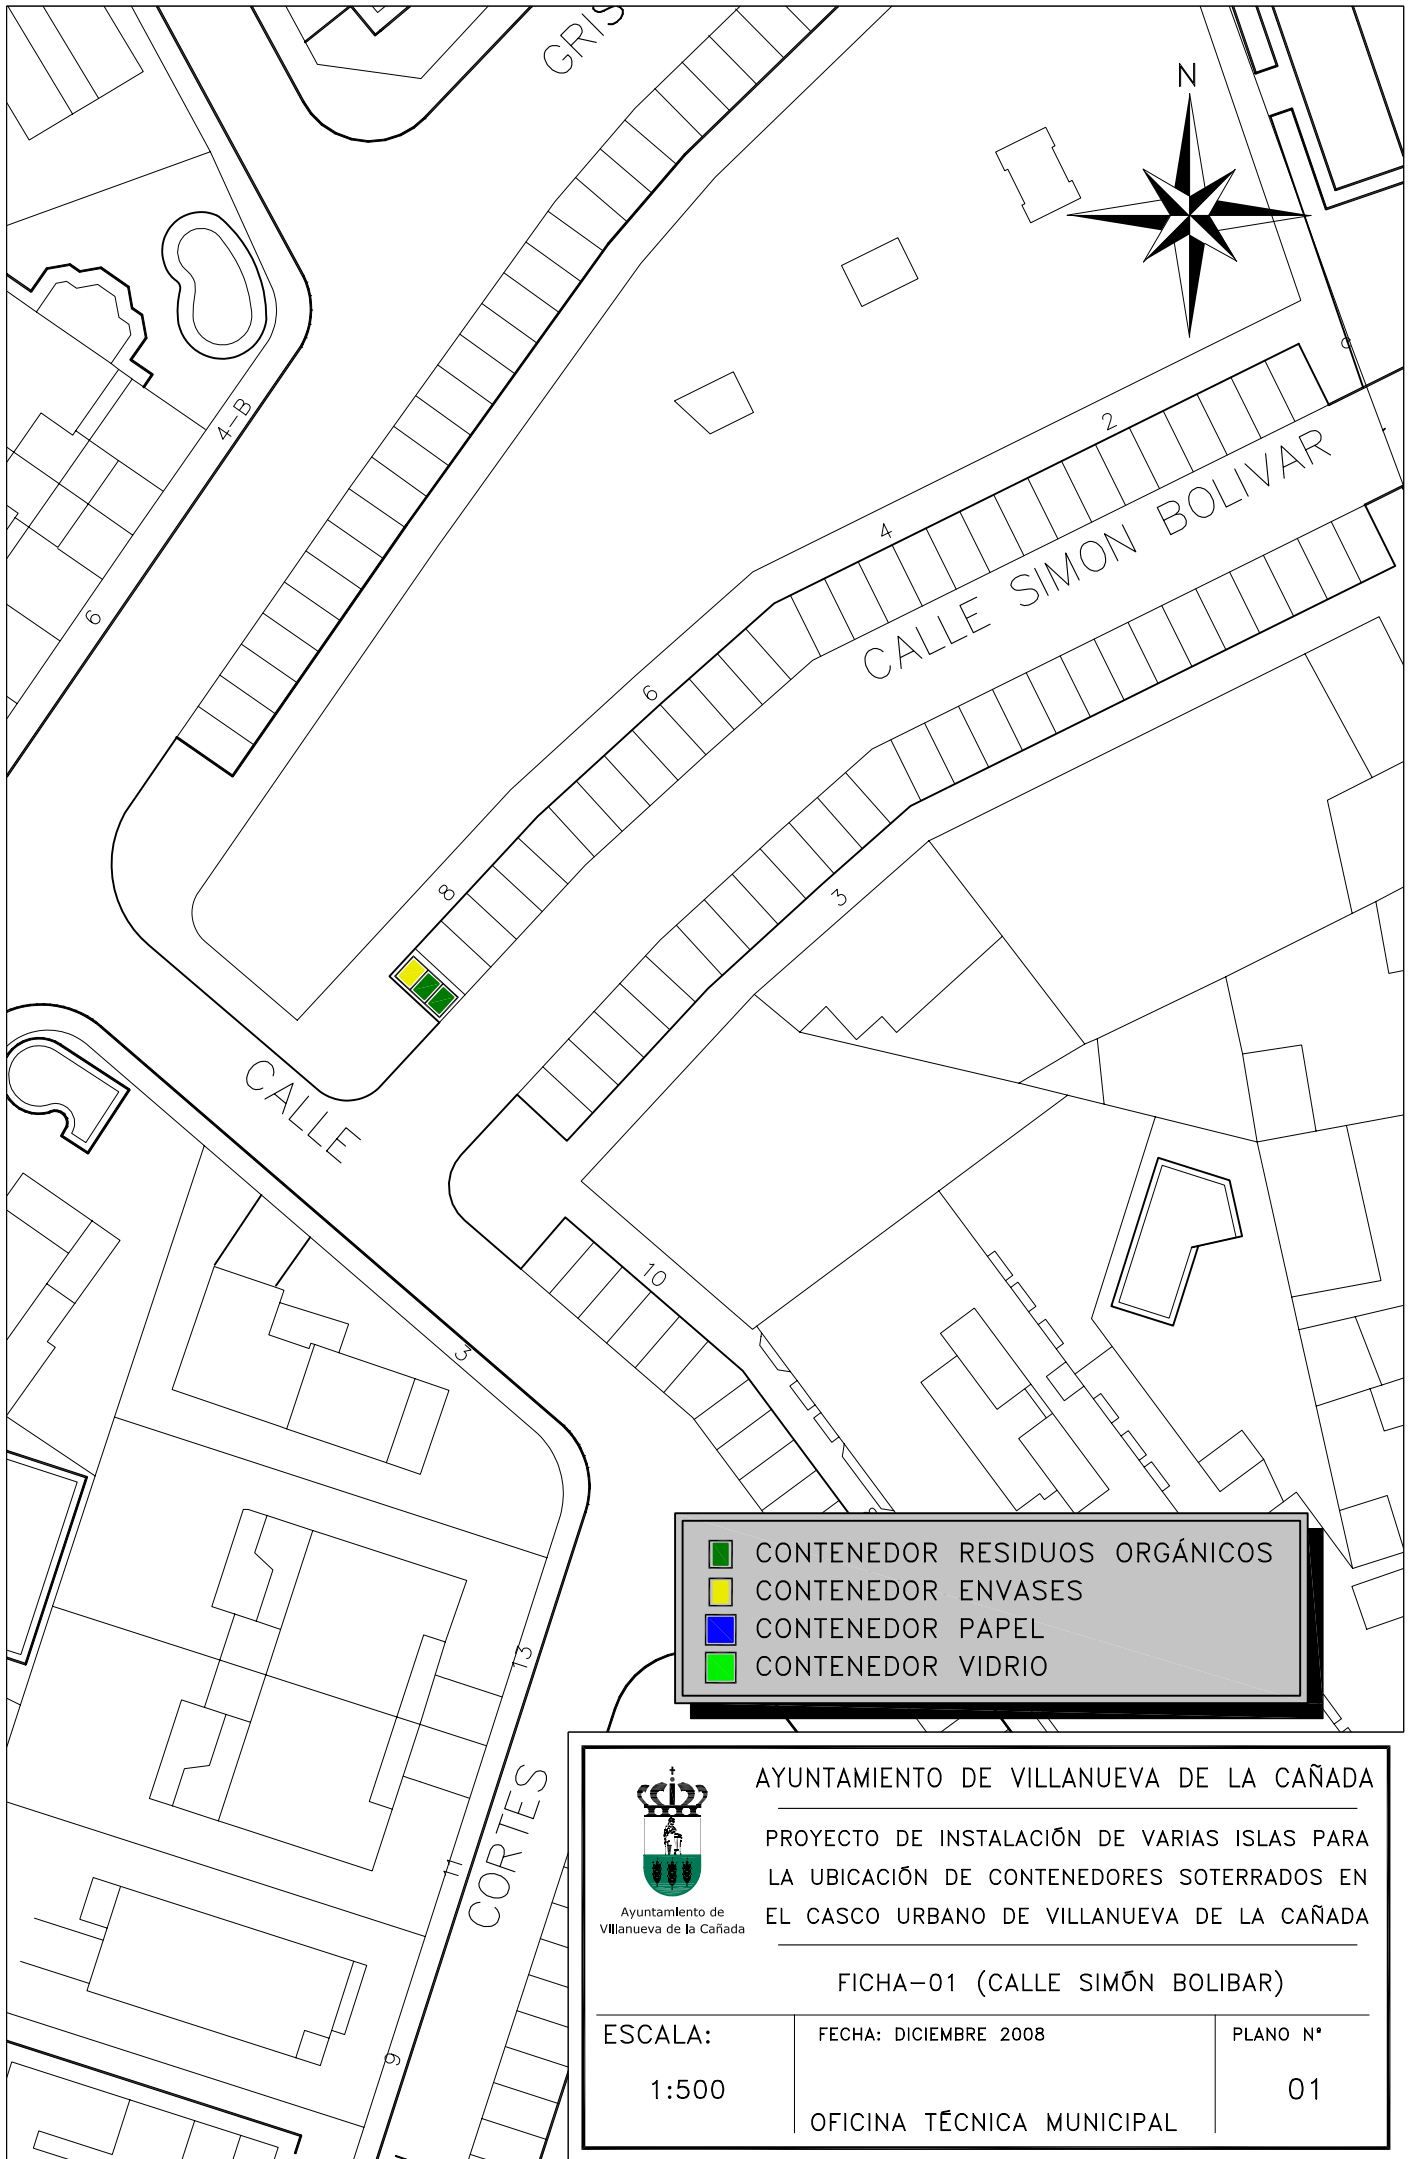 GRIS
N
4-B
6
2
4
CALLE SIMON BOLIVAR
6
8
3
CALLE
10
3
13
CORTES
11
9
CONTENEDOR RESIDUOS ORGÁNICOS
CONTENEDOR ENVASES
CONTENEDOR PAPEL
CONTENEDOR VIDRIO
AYUNTAMIENTO DE VILLANUEVA DE LA CAÑADA
PROYECTO DE INSTALACIÓN DE VARIAS ISLAS PARA
LA UBICACIÓN DE CONTENEDORES SOTERRADOS EN
EL CASCO URBANO DE VILLANUEVA DE LA CAÑADA
Ayuntamiento de
Villanueva de la Cañada
FICHA-01 (CALLE SIMÓN BOLIBAR)
ESCALA:
1:500
FECHA: DICIEMBRE 2008
OFICINA TÉCNICA MUNICIPAL
PLANO Nº
01